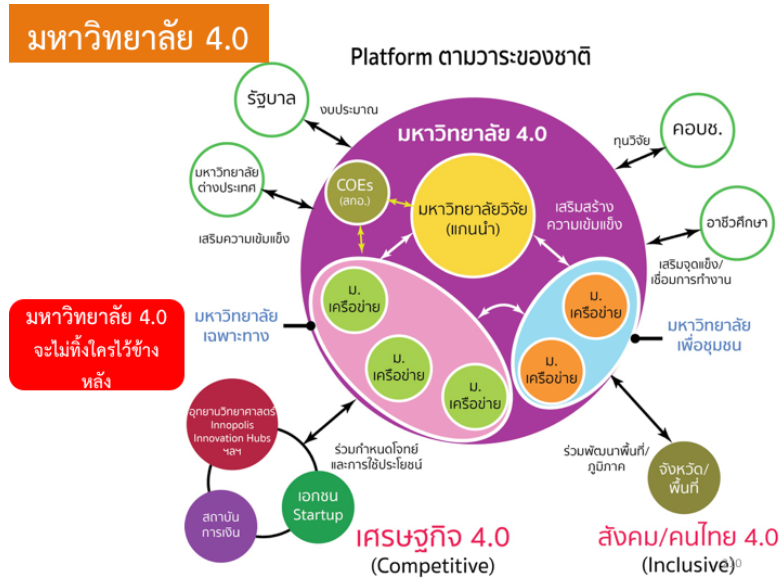 มหาวิทยาลัย 4.0
Platform ตามวาระของชาติ
รัฐบาล
งบประมาณ
มหาวิทยาลัย 4.0
ทุนวิจัย
คอบช.
มหาวิทยาลัย
ต่างประเทศ
เสริมความเข้มแข็ง
COEs
(สกอ.)
มหาวิทยาลัยวิจัย
(แกนนำ)
เสริมสร้าง
ความเข้มแข็ง
อาชีวศึกษา
เสริมจุดแข็ง/
เชื่อมการทำงาน
มหาวิทยาลัย 4.0
จะไม่ทิ้งใครไว้ข้าง
หลัง
มหาวิทยาลัย
เฉพาะทาง
ม.
เครือข่าย
ม.
เครือข่าย
ม.
เครือข่าย
ม.
เครือข่าย
ม.
เครือข่าย
มหาวิทยาลัย
เพื่อชุมชน
อุทยานวิทยาศาสตร์
Innopolis
Innovation Hubs
ฯลฯ
สถาบัน
การเงิน
เอกชน
Startup
ร่วมกำหนดโจทย์
และการใช้ประโยชน์
ร่วมพัฒนาพื้นที่/
ภูมิภาค
จังหวัด/
พื้นที่
เศรษฐกิจ 4.0
(Competitive)
สังคม/คนไทย 4.0
(Inclusive)